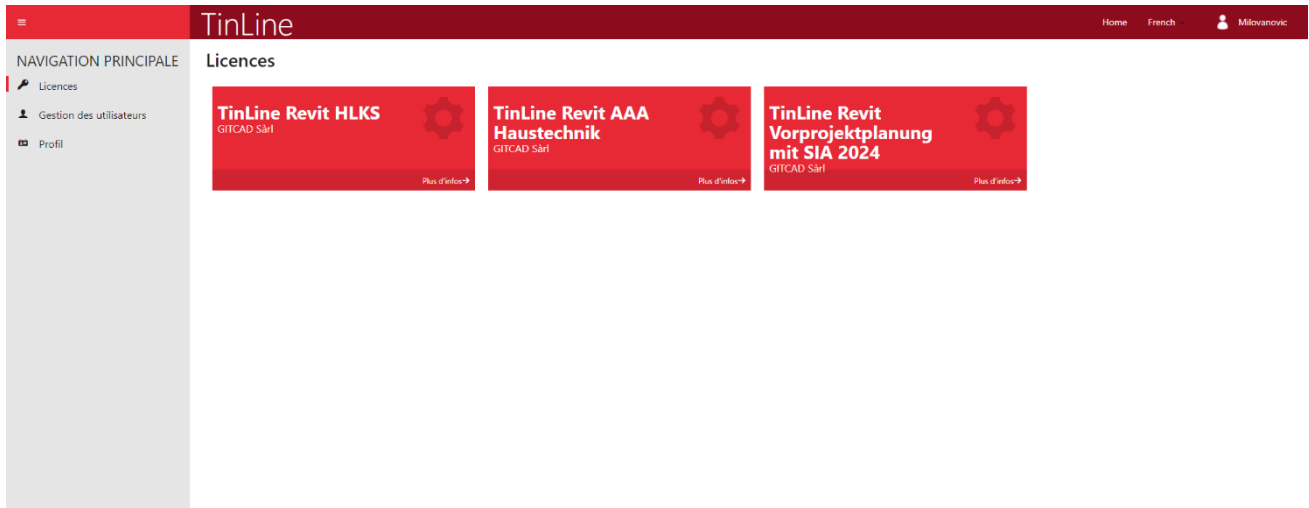 TinLine
Home French Milovanovic
NAVIGATION PRINCIPALE
Licences
Gestion des utilisateurs
Profil
Licences
TinLine Revit HLKS
GITCAD Sàrl
Plus d'infos→
TinLine Revit AAA
Haustechnik
GITCAD Sàrl
Plus d'infos→
TinLine Revit
Vorprojektplanung
mit SIA 2024
GITCAD Sàrl
Plus d'infos→